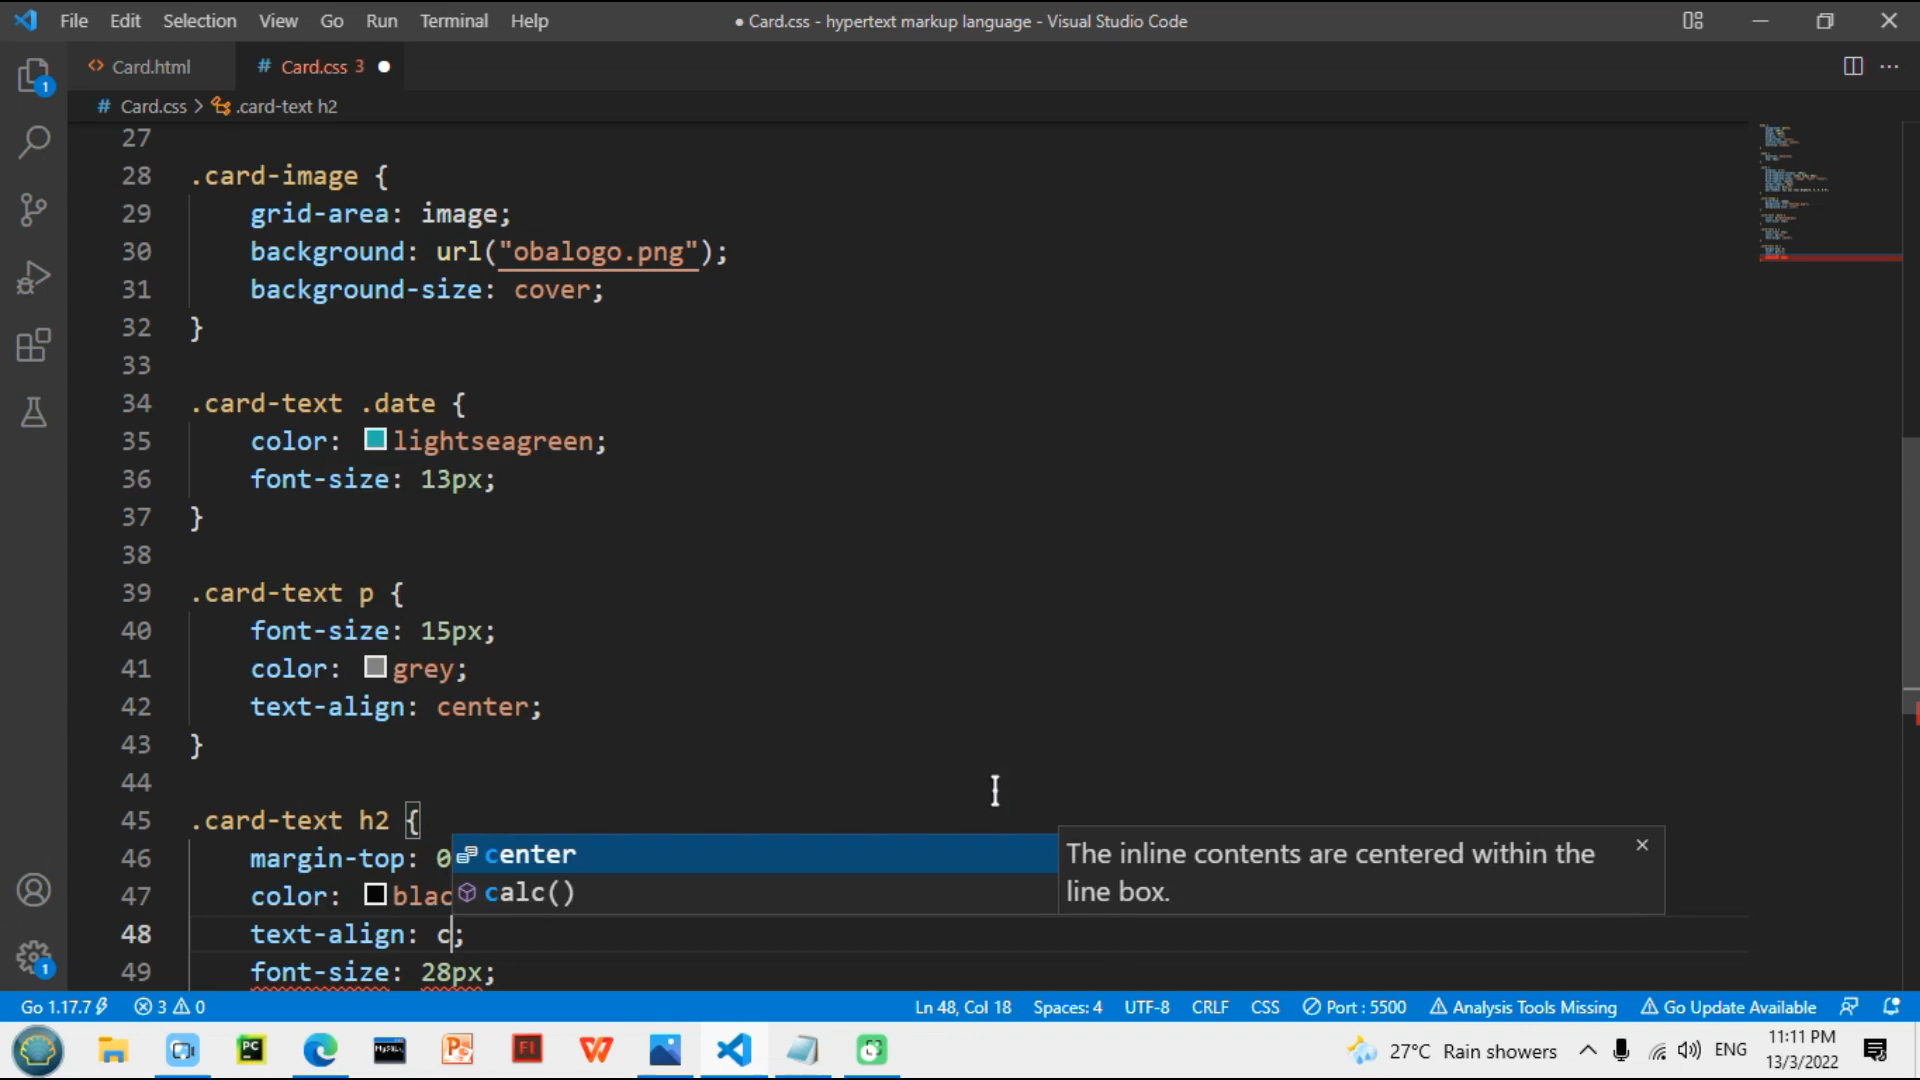 File Edit Selection View Go Run Terminal Help
● Card.css - hypertext markup language - Visual Studio Code
<> Card.html
# Card.css 3 ●
1
# Card.css > .card-text h2
27
28 .card-image {
29 grid-area: image;
30 background: url("obalogo.png");
31 background-size: cover;
32 }
33
34 .card-text .date {
35 color: lightseagreen;
36 font-size: 13px;
37 }
38
39 .card-text p {
40 font-size: 15px;
41 color: grey;
42 text-align: center;
43 }
44
45 .card-text h2 {
46 margin-top: 0
center
The inline contents are centered within the
line box.
47 color: blac
calc()
48 text-align: c;
49 font-size: 28px;
1
Go 1.17.7 3 0 Ln 48, Col 18 Spaces: 4 UTF-8 CRLF CSS Port : 5500 Analysis Tools Missing Go Update Available
PC
MySQL
P
Fl
W
27°C Rain showers
ENG
11:11 PM
13/3/2022